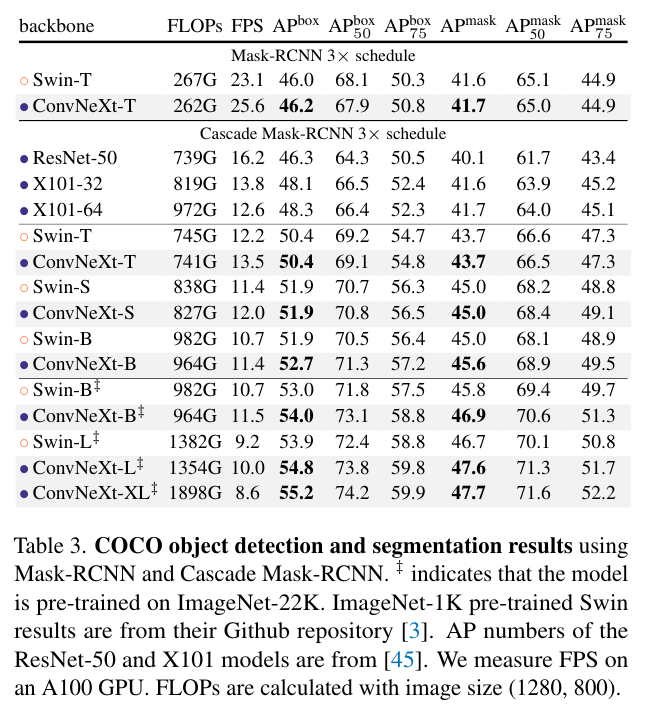 backbone FLOPs FPS AP^box AP^box_50 AP^box_75 AP^mask AP^mask_50 AP^mask_75
Mask-RCNN 3× schedule
○ Swin-T 267G 23.1 46.0 68.1 50.3 41.6 65.1 44.9
● ConvNeXt-T 262G 25.6 46.2 67.9 50.8 41.7 65.0 44.9
Cascade Mask-RCNN 3× schedule
● ResNet-50 739G 16.2 46.3 64.3 50.5 40.1 61.7 43.4
● X101-32 819G 13.8 48.1 66.5 52.4 41.6 63.9 45.2
● X101-64 972G 12.6 48.3 66.4 52.3 41.7 64.0 45.1
○ Swin-T 745G 12.2 50.4 69.2 54.7 43.7 66.6 47.3
● ConvNeXt-T 741G 13.5 50.4 69.1 54.8 43.7 66.5 47.3
○ Swin-S 838G 11.4 51.9 70.7 56.3 45.0 68.2 48.8
● ConvNeXt-S 827G 12.0 51.9 70.8 56.5 45.0 68.4 49.1
○ Swin-B 982G 10.7 51.9 70.5 56.4 45.0 68.1 48.9
● ConvNeXt-B 964G 11.4 52.7 71.3 57.2 45.6 68.9 49.5
○ Swin-B‡ 982G 10.7 53.0 71.8 57.5 45.8 69.4 49.7
● ConvNeXt-B‡ 964G 11.5 54.0 73.1 58.8 46.9 70.6 51.3
○ Swin-L‡ 1382G 9.2 53.9 72.4 58.8 46.7 70.1 50.8
● ConvNeXt-L‡ 1354G 10.0 54.8 73.8 59.8 47.6 71.3 51.7
● ConvNeXt-XL‡ 1898G 8.6 55.2 74.2 59.9 47.7 71.6 52.2
Table 3. COCO object detection and segmentation results using
Mask-RCNN and Cascade Mask-RCNN. ‡ indicates that the model
is pre-trained on ImageNet-22K. ImageNet-1K pre-trained Swin
results are from their Github repository [3]. AP numbers of the
ResNet-50 and X101 models are from [45]. We measure FPS on
an A100 GPU. FLOPs are calculated with image size (1280, 800).